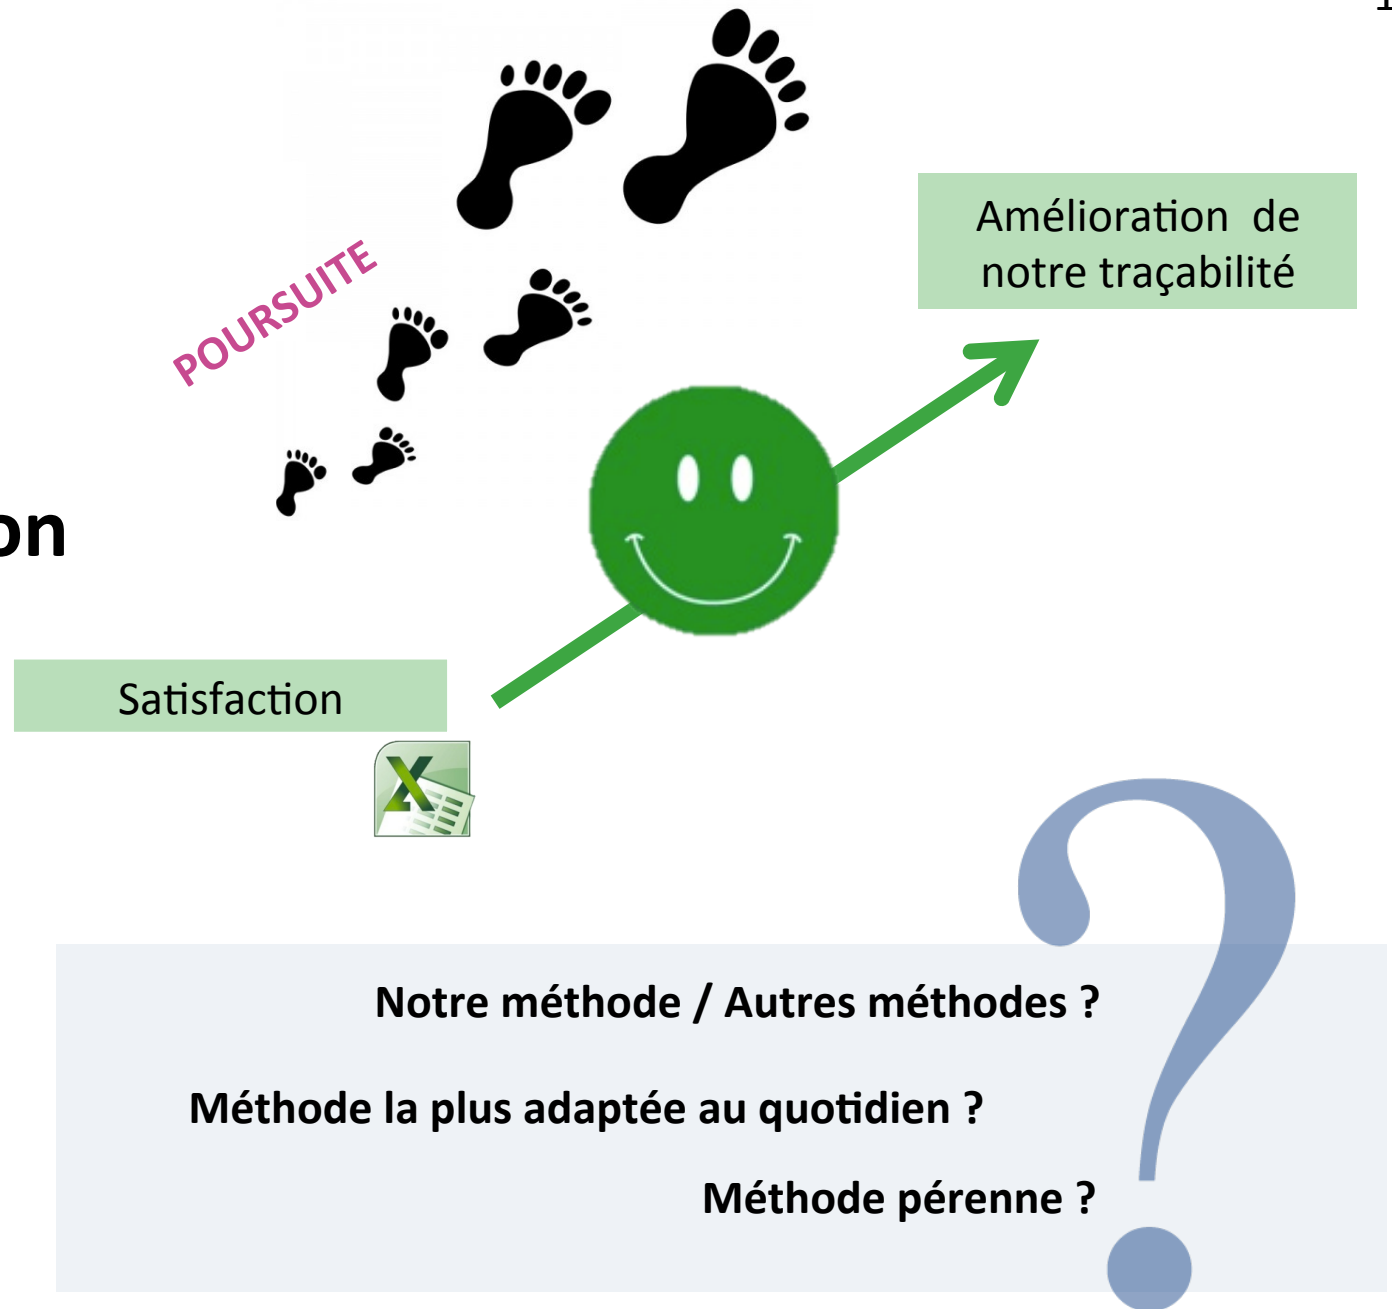 1
POURSUITE
Amélioration de
notre traçabilité
on
Satisfaction
X
Notre méthode / Autres méthodes ?
Méthode la plus adaptée au quotidien ?
Méthode pérenne ?
?